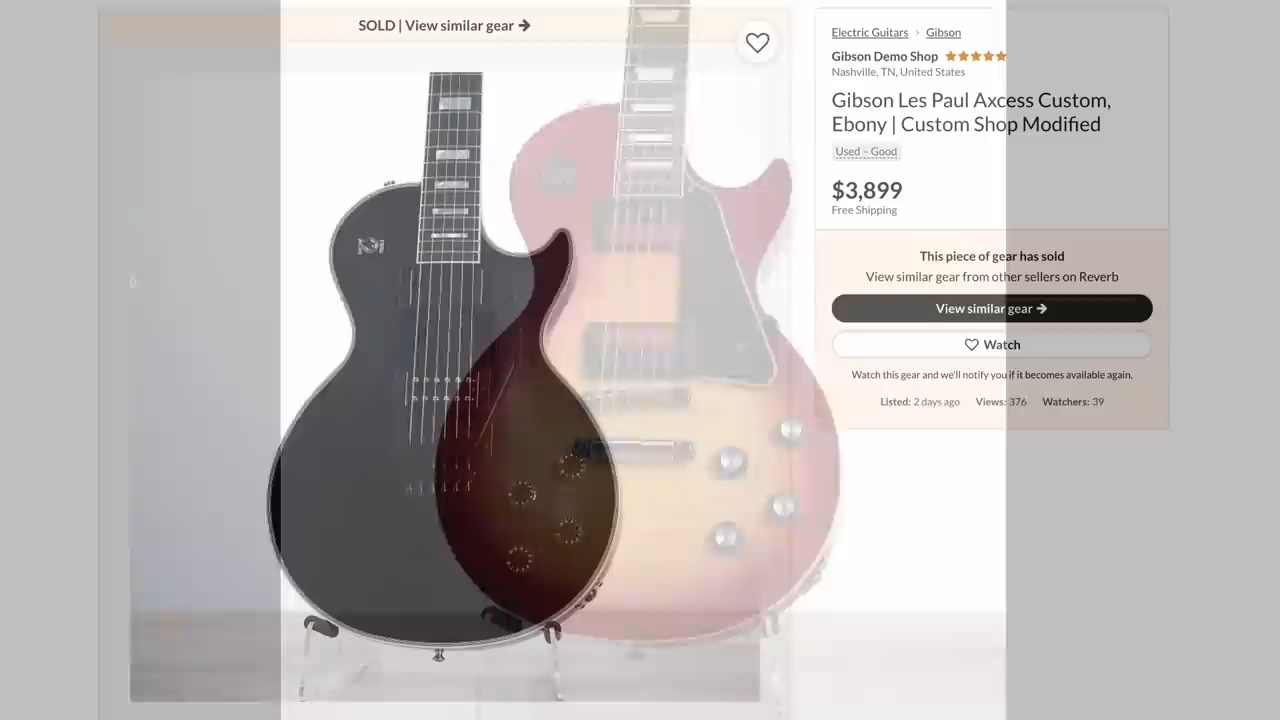 SOLD | View similar gear →
Electric Guitars › Gibson
Gibson Demo Shop ★★★★★
Nashville, TN, United States
Gibson Les Paul Axcess Custom,
Ebony | Custom Shop Modified
Used – Good
$3,899
Free Shipping
This piece of gear has sold
View similar gear from other sellers on Reverb
View similar gear →
Watch
Watch this gear and we'll notify you if it becomes available again.
Listed: 2 days ago Views: 376 Watchers: 39